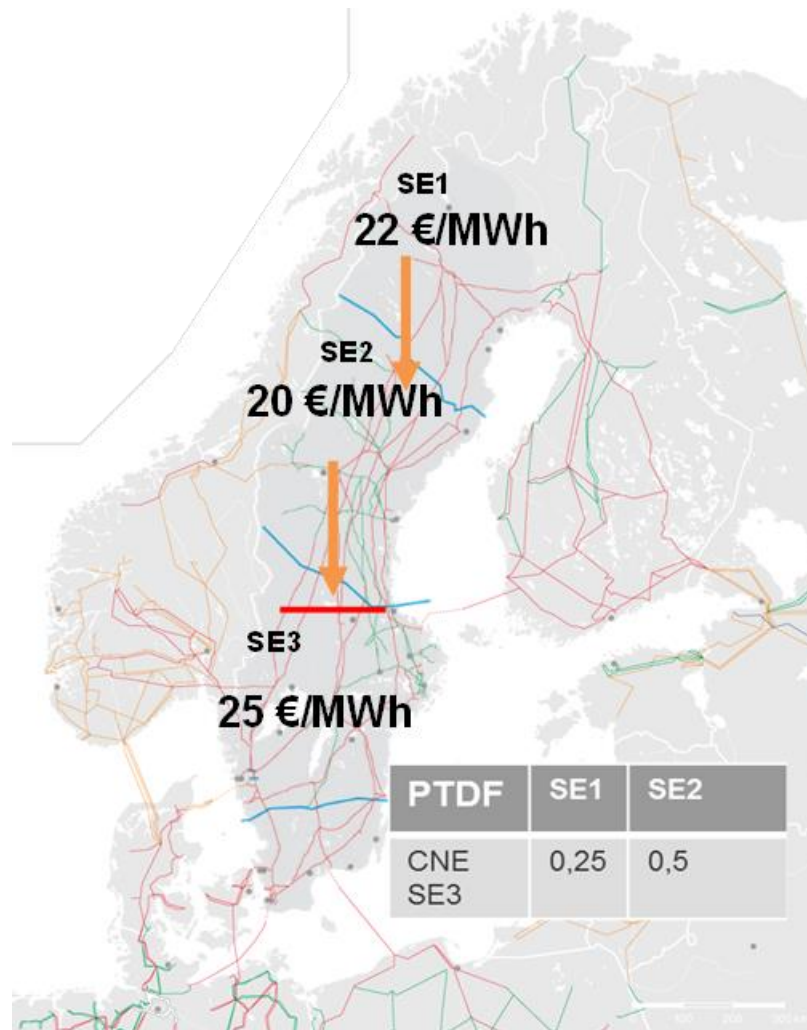 SE1
22 €/MWh
SE2
20 €/MWh
SE3
25 €/MWh
PTDF SE1 SE2
CNE 0,25 0,5
SE3